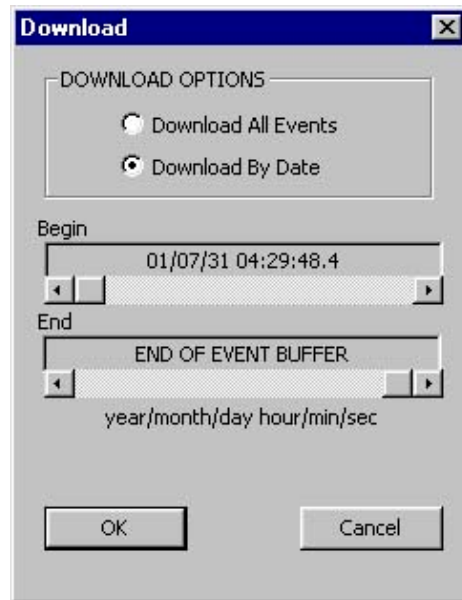 Download
DOWNLOAD OPTIONS
Download All Events
Download By Date
Begin
01/07/31 04:29:48.4
End
END OF EVENT BUFFER
year/month/day hour/min/sec
OK Cancel